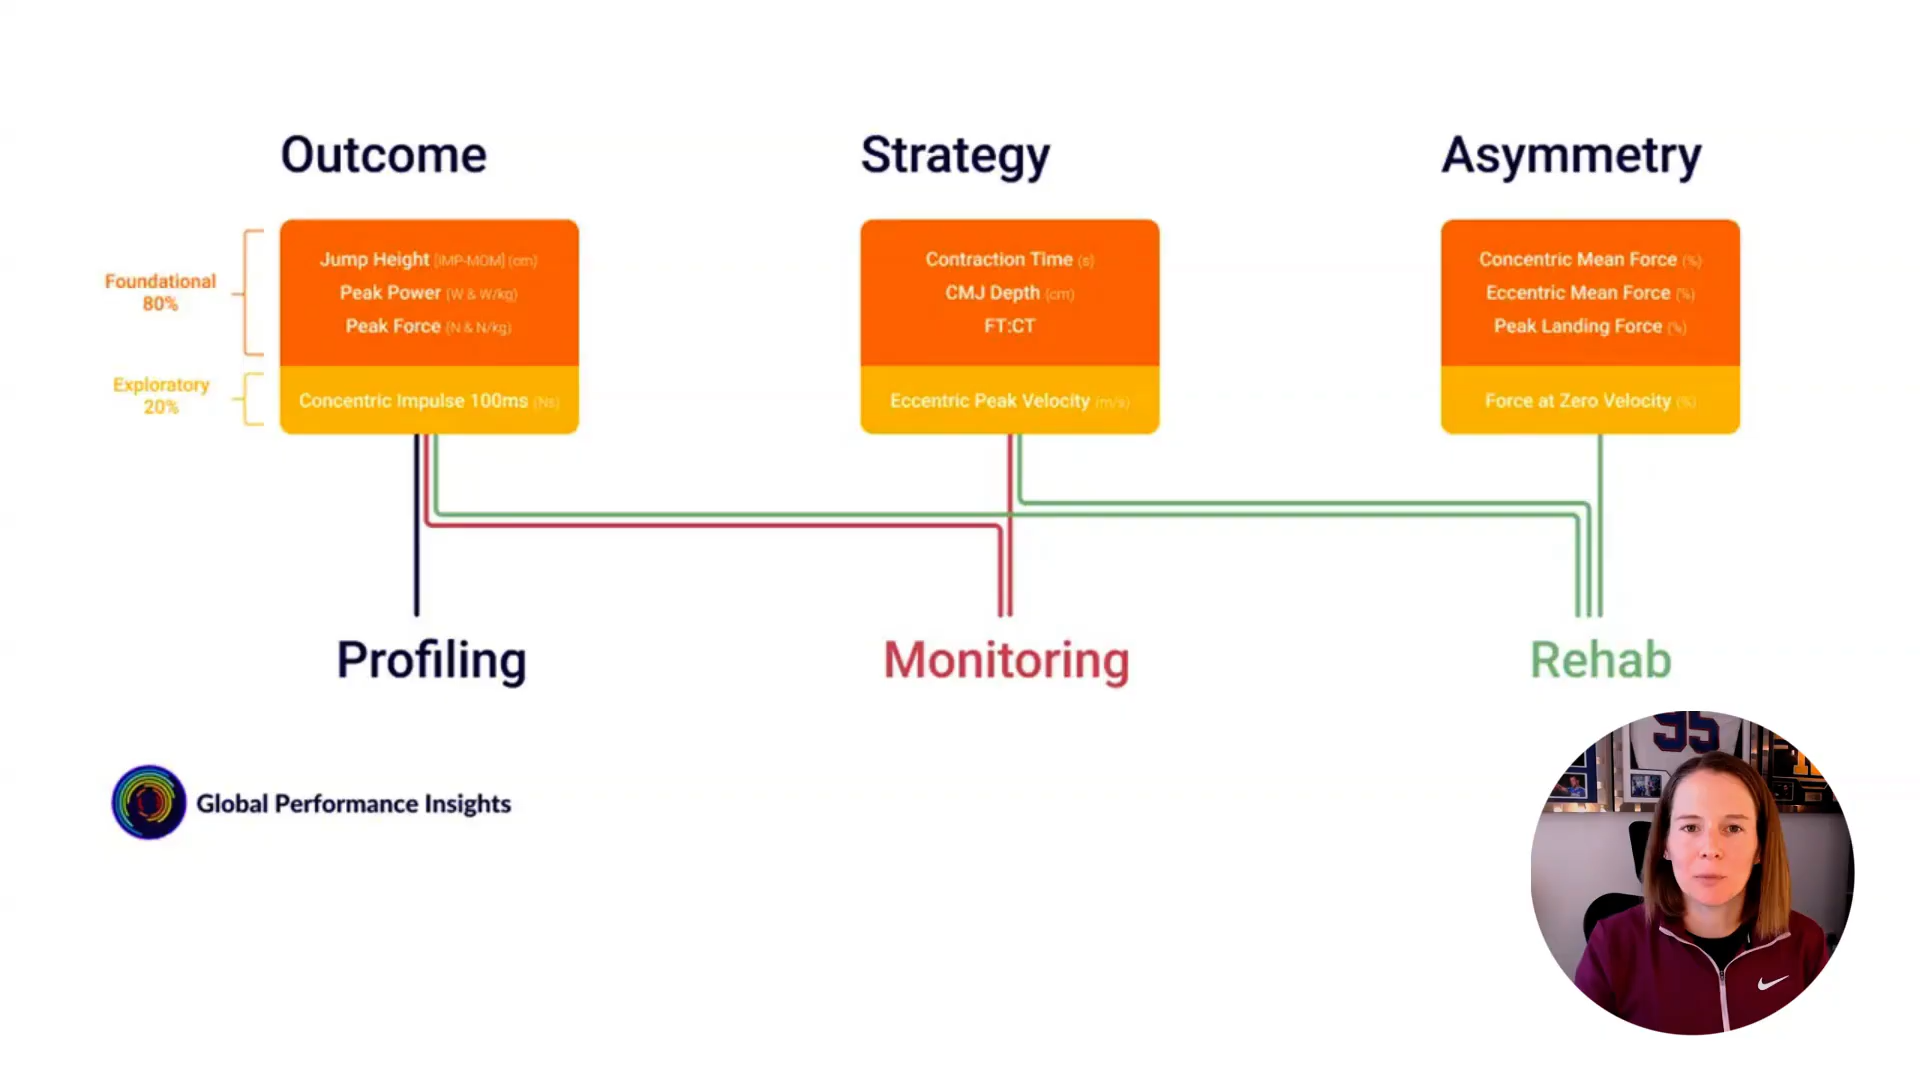 Outcome
Strategy
Asymmetry
Foundational
80%
Jump Height [IMP-MOM] (cm)
Peak Power (W & W/kg)
Peak Force (N & N/kg)
Contraction Time (s)
CMJ Depth (cm)
FT:CT
Concentric Mean Force (%)
Eccentric Mean Force (%)
Peak Landing Force (%)
Exploratory
20%
Concentric Impulse 100ms (Ns)
Eccentric Peak Velocity (m/s)
Force at Zero Velocity (%)
Profiling
Monitoring
Rehab
Global Performance Insights
95